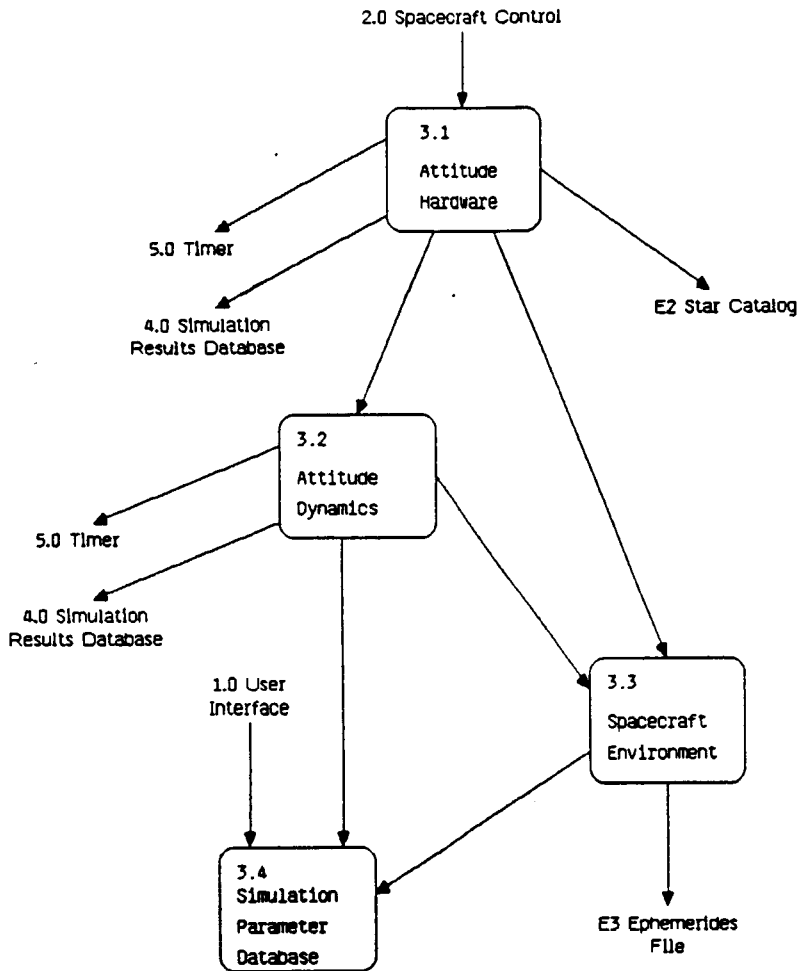 2.0 Spacecraft Control
3.1
Attitude
Hardware
5.0 Timer
4.0 Simulation
Results Database
E2 Star Catalog
3.2
Attitude
Dynamics
5.0 Timer
4.0 Simulation
Results Database
1.0 User
Interface
3.3
Spacecraft
Environment
3.4
Simulation
Parameter
Database
E3 Ephemerides
File